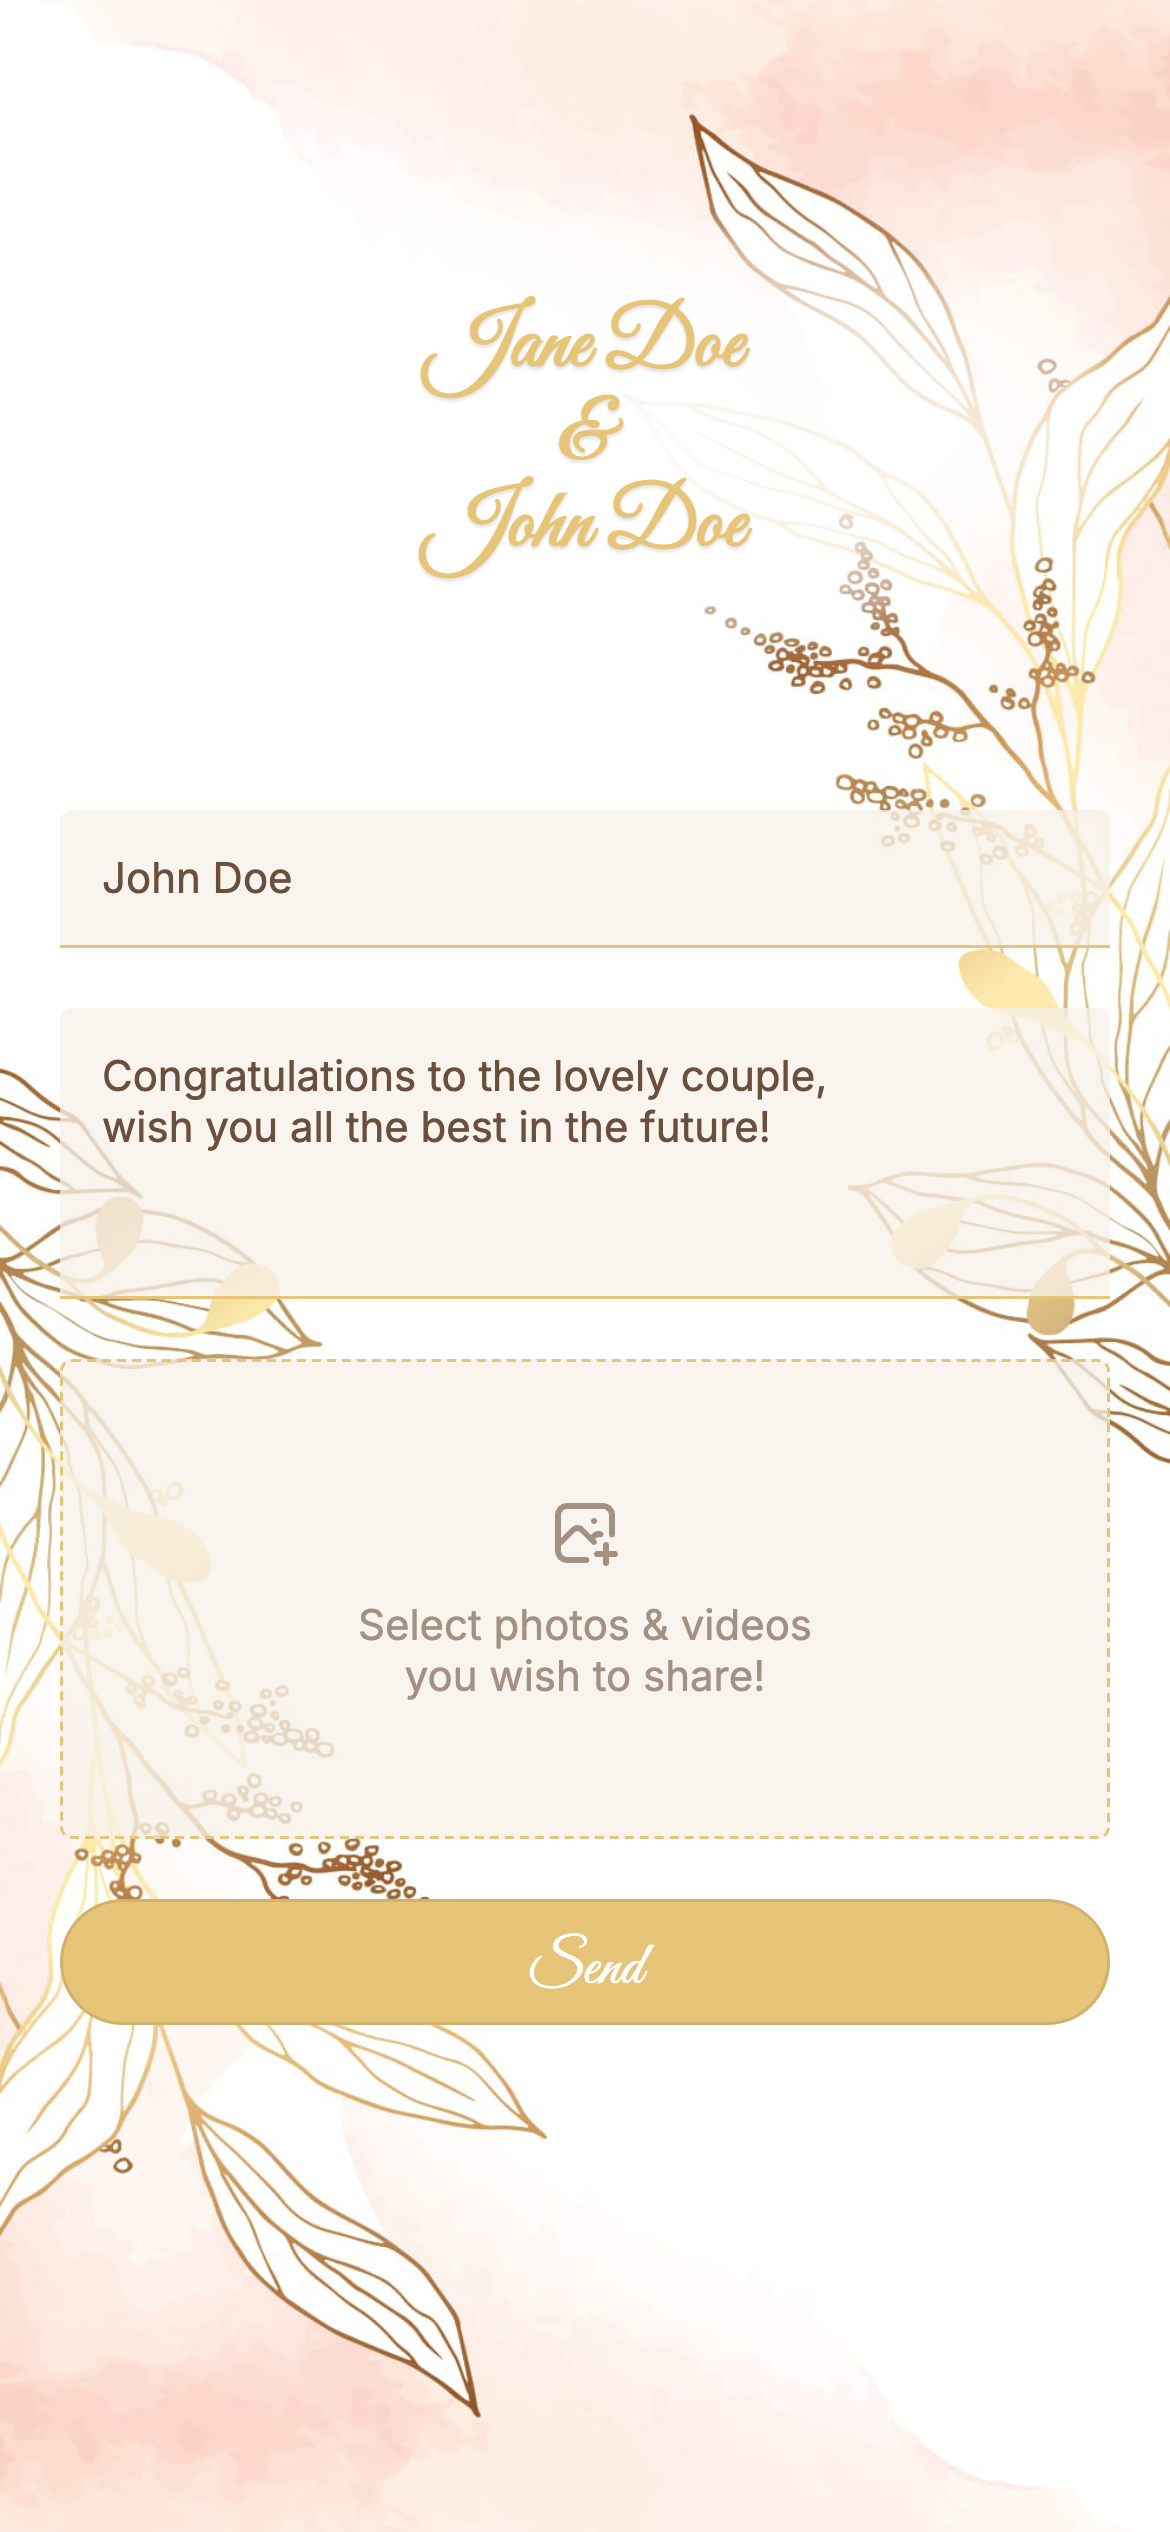 Jane Doe
&
John Doe
John Doe
Congratulations to the lovely couple,
wish you all the best in the future!
Select photos & videos
you wish to share!
Send